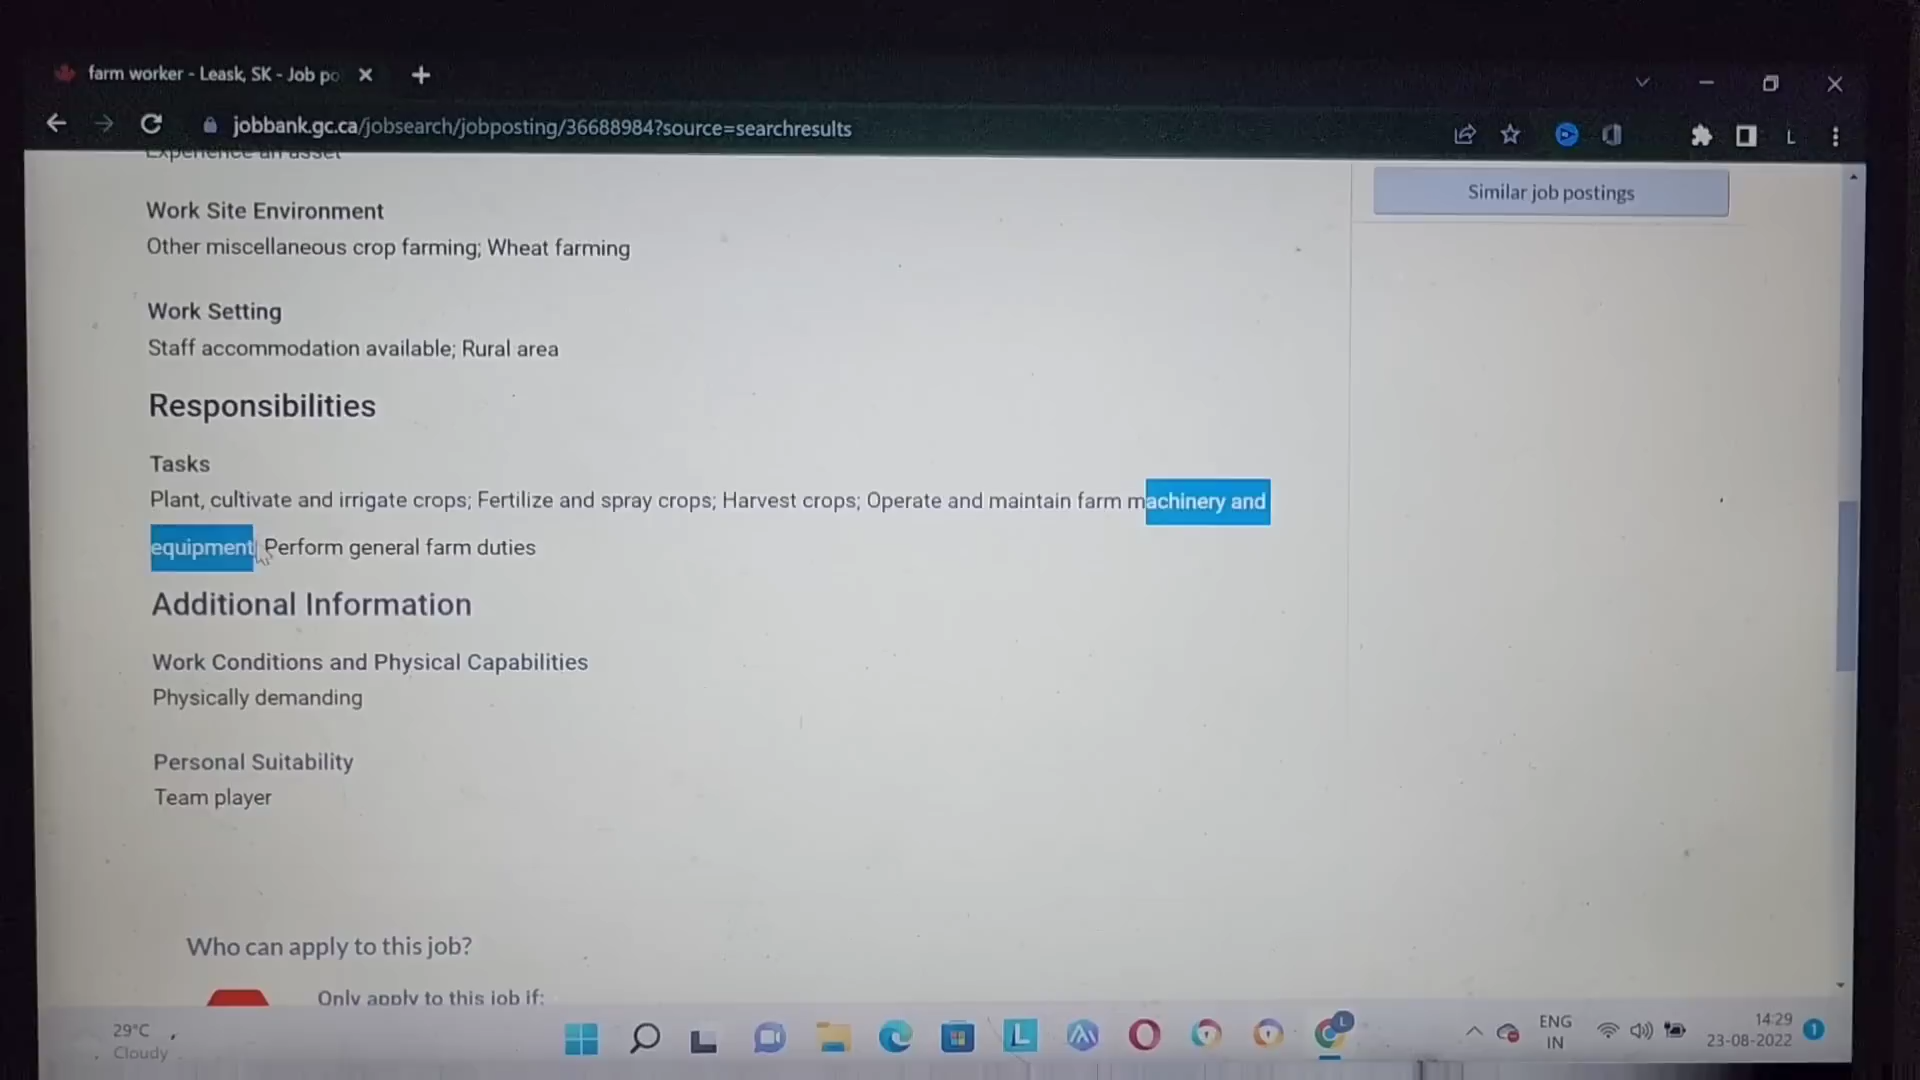 farm worker - Leask, SK - Job po
jobbank.gc.ca/jobsearch/jobposting/36688984?source=searchresults
L
Experience an asset
Similar job postings
Work Site Environment
Other miscellaneous crop farming; Wheat farming
Work Setting
Staff accommodation available; Rural area
Responsibilities
Tasks
Plant, cultivate and irrigate crops; Fertilize and spray crops; Harvest crops; Operate and maintain farm machinery and
equipment; Perform general farm duties
Additional Information
Work Conditions and Physical Capabilities
Physically demanding
Personal Suitability
Team player
Who can apply to this job?
Only apply to this job if:
29°C
Cloudy
L
L
ENG
IN
14:29
23-08-2022
1